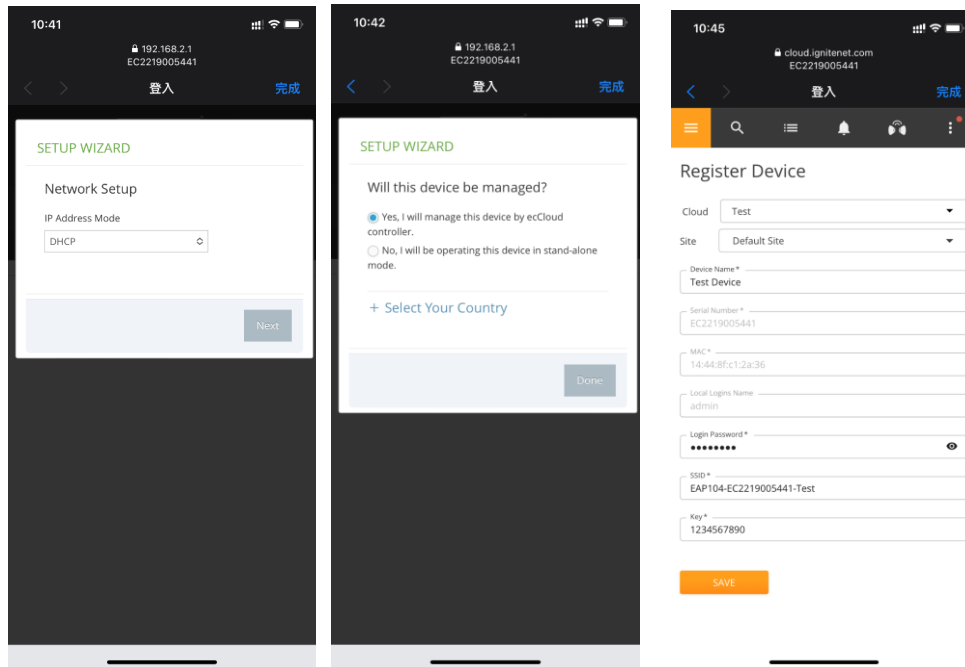 10:41
192.168.2.1
EC2219005441
登入
完成
SETUP WIZARD
Network Setup
IP Address Mode
DHCP
Next
10:42
192.168.2.1
EC2219005441
登入
完成
SETUP WIZARD
Will this device be managed?
Yes, I will manage this device by ecCloud
controller.
No, I will be operating this device in stand-alone
mode.
+ Select Your Country
Done
10:45
cloud.ignitenet.com
EC2219005441
登入
完成
Register Device
Cloud Test
Site Default Site
Device Name *
Test Device
Serial Number *
EC2219005441
MAC *
14:44:8f:c1:2a:36
Local Logins Name
admin
Login Password *
••••••••
SSID *
EAP104-EC2219005441-Test
Key *
1234567890
SAVE